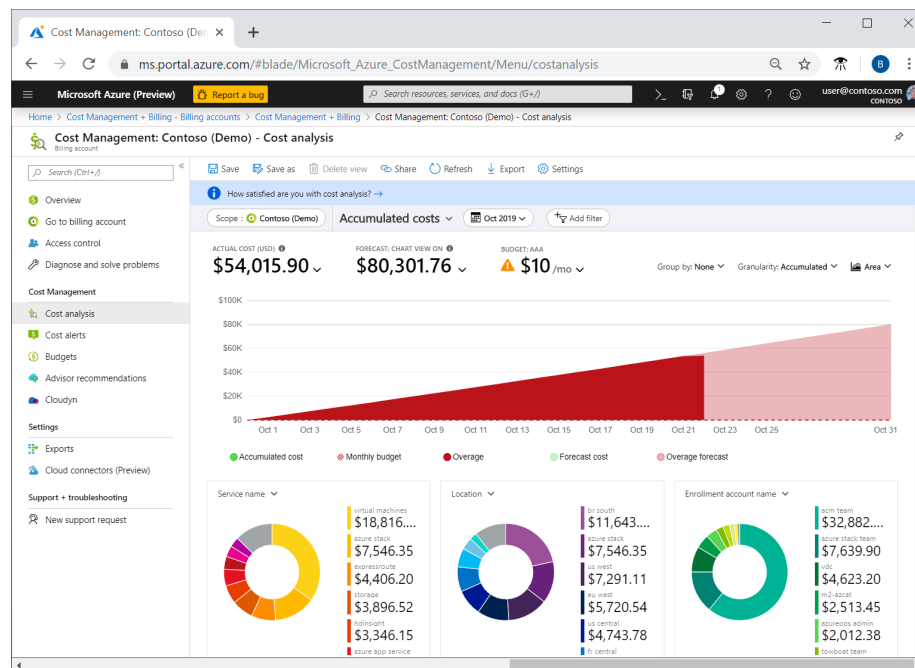 Cost Management: Contoso (Der
ms.portal.azure.com/#blade/Microsoft_Azure_CostManagement/Menu/costanalysis
B
Microsoft Azure (Preview)
Report a bug
Search resources, services, and docs (G+/)
1
user@contoso.com
CONTOSO
Home > Cost Management + Billing - Billing accounts > Cost Management + Billing > Cost Management: Contoso (Demo) - Cost analysis
Cost Management: Contoso (Demo) - Cost analysis
Billing account
Search (Ctrl+/)
Overview
Go to billing account
Access control
Diagnose and solve problems
Cost Management
Cost analysis
Cost alerts
Budgets
Advisor recommendations
Cloudyn
Settings
Exports
Cloud connectors (Preview)
Support + troubleshooting
New support request
Save
Save as
Delete view
Share
Refresh
Export
Settings
How satisfied are you with cost analysis? →
Scope : Contoso (Demo)
Accumulated costs
Oct 2019
Add filter
ACTUAL COST (USD)
$54,015.90
FORECAST: CHART VIEW ON
$80,301.76
BUDGET: AAA
$10 /mo
Group by: None
Granularity: Accumulated
Area
$100K
$80K
$60K
$40K
$20K
$0
Oct 1 Oct 3 Oct 5 Oct 7 Oct 9 Oct 11 Oct 13 Oct 15 Oct 17 Oct 19 Oct 21 Oct 23 Oct 25 Oct 31
Accumulated cost
Monthly budget
Overage
Forecast cost
Overage forecast
Service name
virtual machines
$18,816....
azure stack
$7,546.35
expressroute
$4,406.20
storage
$3,896.52
hdinsight
$3,346.15
azure app service
Location
br south
$11,643....
azure stack
$7,546.35
us west
$7,291.11
eu west
$5,720.54
us central
$4,743.78
fr central
Enrollment account name
acm team
$32,882....
azure stack team
$7,639.90
vdc
$4,623.20
m2-azcat
$2,513.45
azureops admin
$2,012.38
towboat team